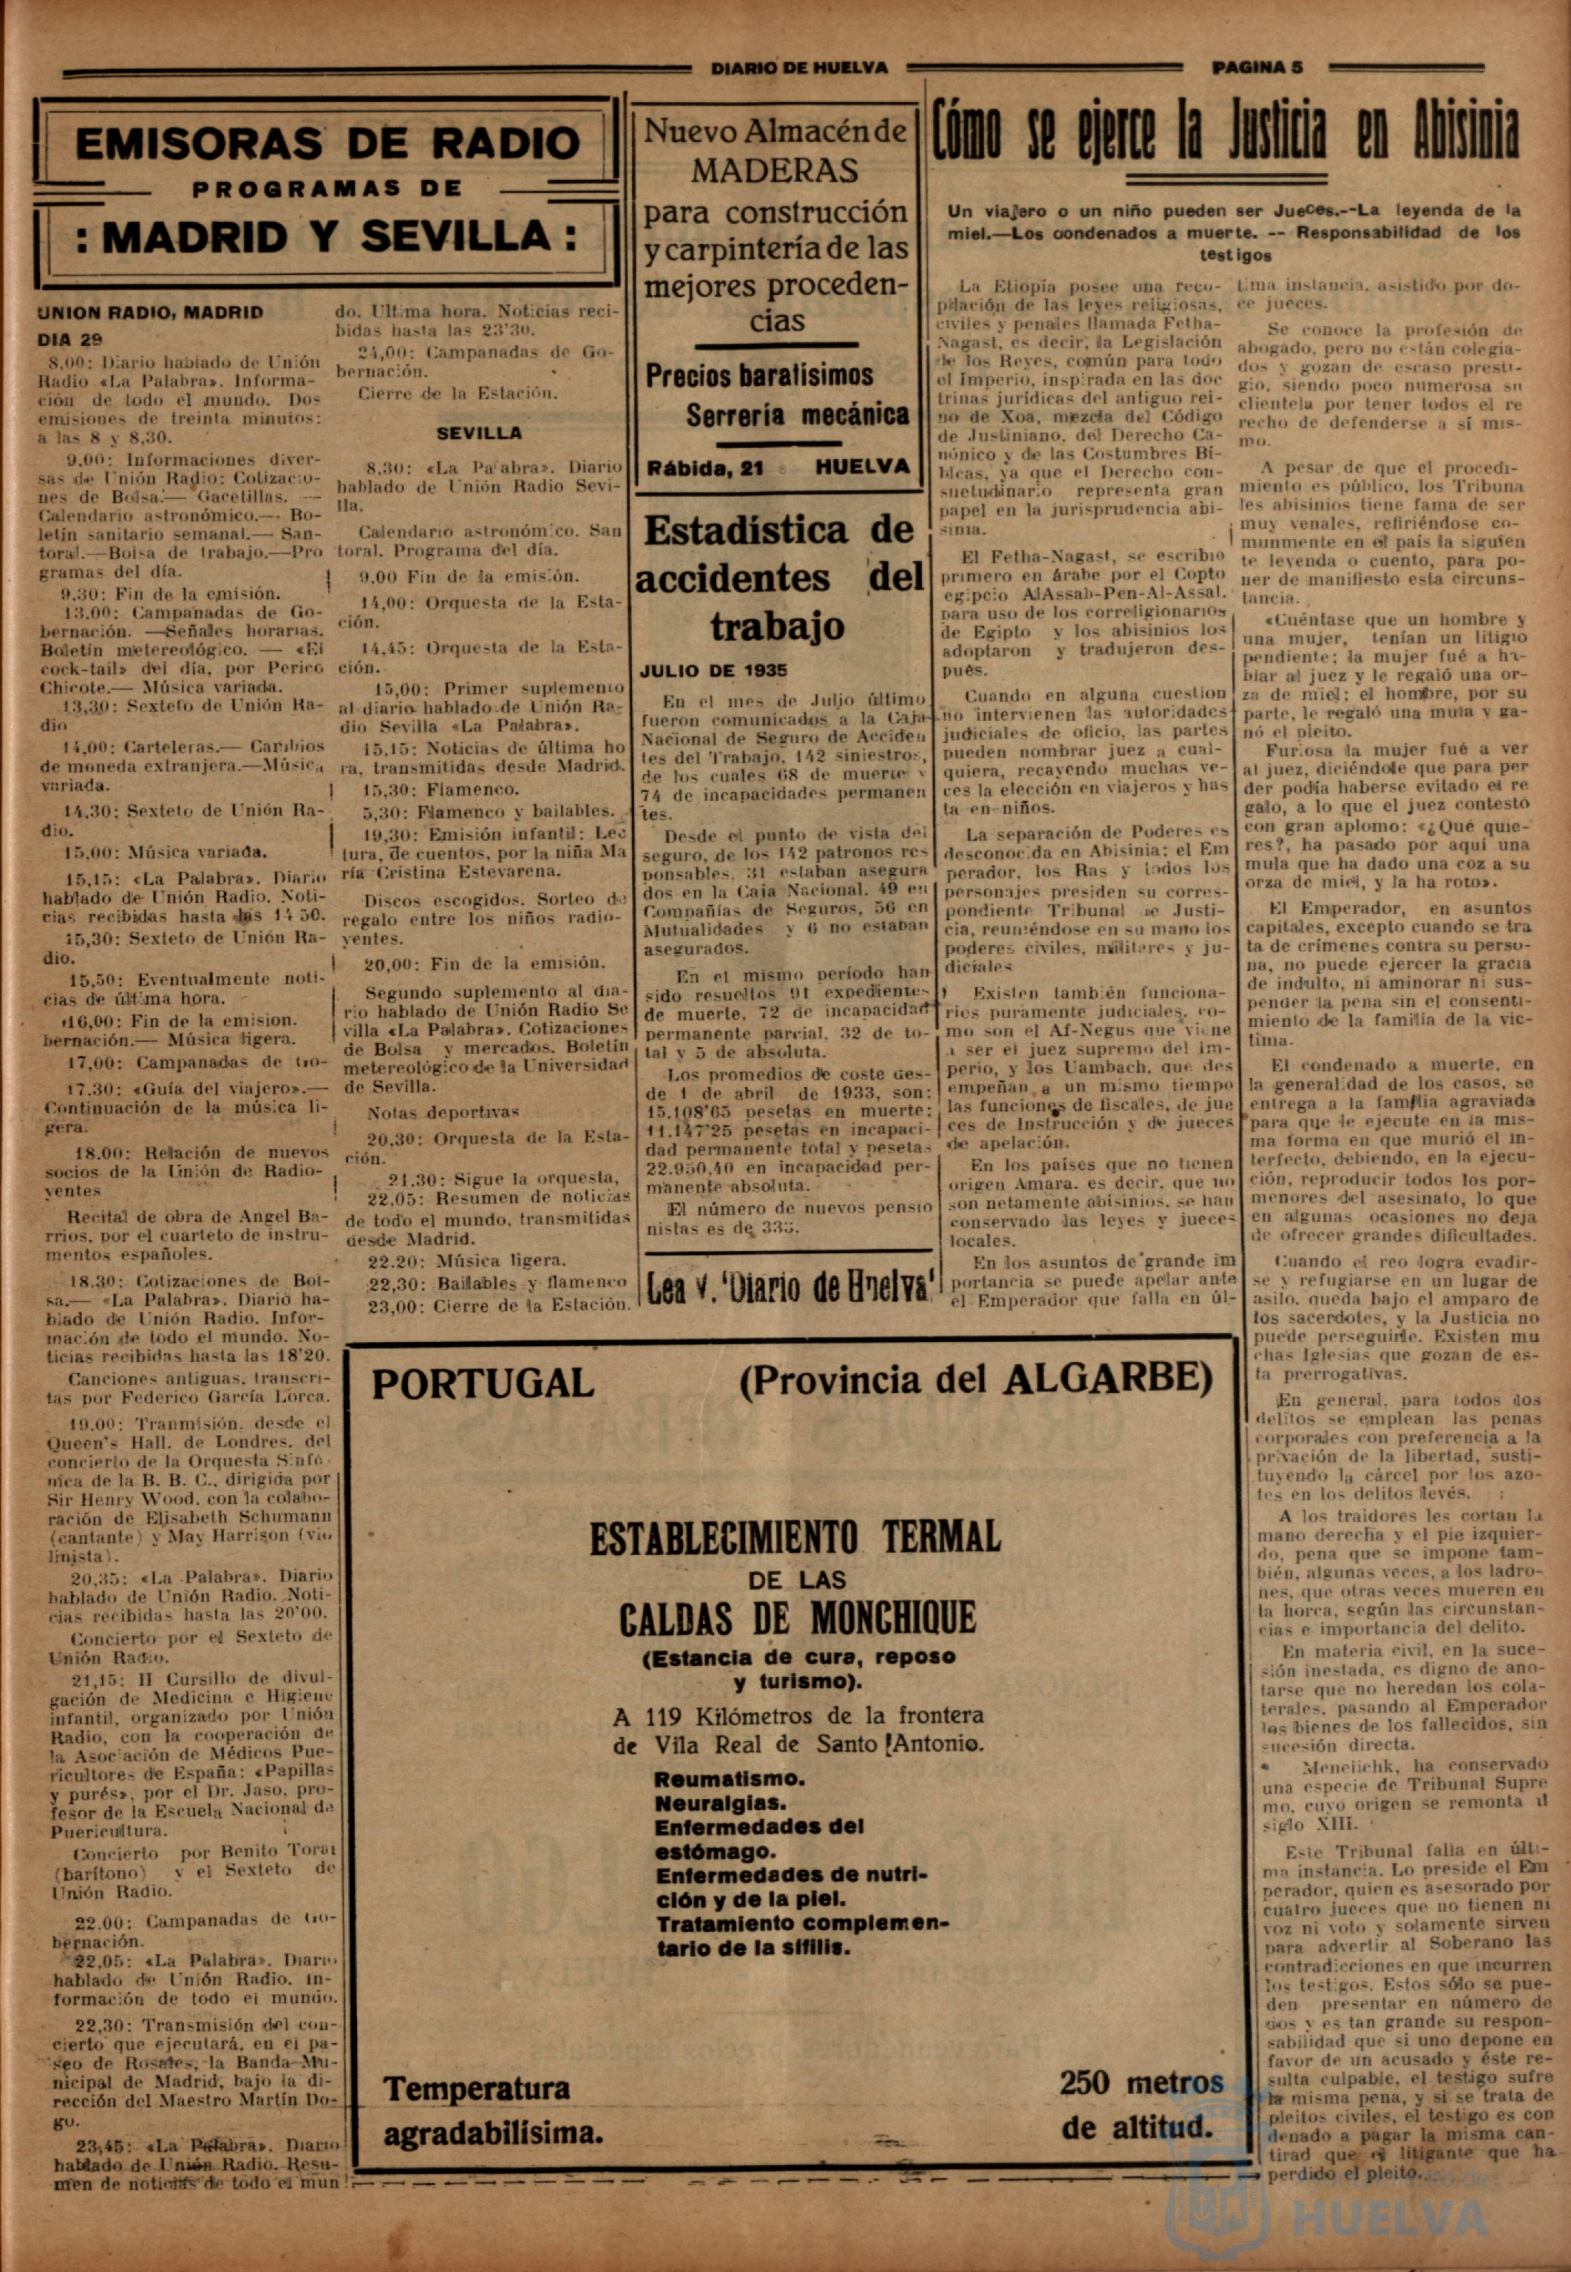 DIARIO DE HUELVA
PAGINA 5
EMISORAS DE RADIO
PROGRAMAS DE
: MADRID Y SEVILLA :
UNION RADIO, MADRID
DIA 29
8,00: Diario hablado de Unión
Radio «La Palabra». Informa-
ción de todo el mundo. Dos
emisiones de treinta minutos:
a las 8 y 8,30.
9.00: Informaciones diver-
sas de Unión Radio: Cotizacio-
nes de Bolsa.— Gacetillas. —
Calendario astronómico.— Bo-
letín sanitario semanal.— San-
toral.—Bolsa de trabajo.—Pro
gramas del día.
9.30: Fin de la emisión.
13.00: Campanadas de Go-
bernación. —Señales horarias.
Boletín metereológico. — «El
cock-tail» del día, por Perico
Chicote.— Música variada.
13,30: Sexteto de Unión Ra-
dio
14,00: Carteleras.— Cambios
de moneda extranjera.—Música
variada.
14,30: Sexteto de Unión Ra-
dio.
15,00: Música variada.
15,15: «La Palabra». Diario
hablado de Unión Radio. Noti-
cias recibidas hasta las 14 50.
15,30: Sexteto de Unión Ra-
dio.
15,50: Eventualmente noti-
cias de última hora.
16,00: Fin de la emision.
bernación.— Música ligera.
17,00: Campanadas de Go-
17.30: «Guía del viajero».—
Continuación de la música li-
gera.
18.00: Relación de nuevos
socios de la Unión de Radio-
yentes
Recital de obra de Angel Ba-
rrios, por el cuarteto de instru-
mentos españoles.
18.30: Cotizaciones de Bol-
sa.— «La Palabra». Diario ha-
blado de Unión Radio. Infor-
mación de todo el mundo. No-
ticias recibidas hasta las 18'20.
Canciones antiguas, transcri-
tas por Federico García Lorca.
19.00: Tranmisión, desde el
Queen's Hall, de Londres, del
concierto de la Orquesta Sinfó-
nica de la B. B. C., dirigida por
Sir Henry Wood, con la colabo-
ración de Elisabeth Schumann
(cantante) y May Harrison (vio
linista).
20,35: «La Palabra». Diario
hablado de Unión Radio. Noti-
cias recibidas hasta las 20'00.
Concierto por el Sexteto de
Unión Radio.
21,15: II Cursillo de divul-
gación de Medicina e Higiene
infantil, organizado por Unión
Radio, con la cooperación de
la Asociación de Médicos Pue-
ricultores de España: «Papillas
y purés», por el Dr. Jaso, pro-
fesor de la Escuela Nacional de
Puericultura.
Concierto por Benito Toral
(barítono) y el Sexteto de
Unión Radio.
22.00: Campanadas de Go-
bernación.
22,05: «La Palabra». Diario
hablado de Unión Radio. In-
formación de todo el mundo.
22,30: Transmisión del con-
cierto que ejecutará, en el pa-
seo de Rosales, la Banda Mu-
nicipal de Madrid, bajo la di-
rección del Maestro Martín Do-
go.
23,45: «La Palabra». Diario
hablado de Unión Radio. Resu-
men de noticias de todo el mun
do. Ultima hora. Noticias reci-
bidas hasta las 23'30.
24,00: Campanadas de Go-
bernación.
Cierre de la Estación.
SEVILLA
8.30: «La Palabra». Diario
hablado de Unión Radio Sevi-
lla.
Calendario astronómico. San
toral. Programa del día.
9.00 Fin de la emisión.
14,00: Orquesta de la Esta-
ción.
14.45: Orquesta de la Esta-
ción.
15,00: Primer suplemento
al diario hablado de Unión Ra-
dio Sevilla «La Palabra».
15,15: Noticias de última ho
ra, transmitidas desde Madrid.
15,30: Flamenco.
5,30: Flamenco y bailables.
19,30: Emisión infantil: Lec
tura, de cuentos, por la niña Ma
ría Cristina Estevarena.
Discos escogidos. Sorteo de
regalo entre los niños radio-
yentes.
20,00: Fin de la emisión.
Segundo suplemento al dia-
rio hablado de Unión Radio Se
villa «La Palabra». Cotizaciones
de Bolsa y mercados. Boletín
metereológico de la Universidad
de Sevilla.
Notas deportivas
20,30: Orquesta de la Esta-
ción.
21.30: Sigue la orquesta,
22,05: Resumen de noticias
de todo el mundo, transmitidas
desde Madrid.
22.20: Música ligera.
22,30: Bailables y flamenco
23,00: Cierre de la Estación.
Nuevo Almacén de
MADERAS
para construcción
y carpintería de las
mejores proceden-
cias
Precios baratísimos
Serrería mecánica
Rábida, 21 HUELVA
Estadística de
accidentes del
trabajo
JULIO DE 1935
En el mes de Juljo último
fueron comunicados a la Caja
Nacional de Seguro de Acciden
tes del Trabajo, 142 siniestros,
de los cuales 68 de muerte y
74 de incapacidades permanen
tes.
Desde el punto de vista del
seguro, de los 142 patronos res
ponsables, 31 estaban asegura
dos en la Caja Nacional, 49 en
Compañías de Seguros, 56 en
Mutualidades y 6 no estaban
asegurados.
En el mismo período han
sido resueltos 91 expedientes
de muerte, 72 de incapacidad
permanente parcial, 32 de to-
tal y 5 de absoluta.
Los promedios de coste des-
de 1 de abril de 1933, son:
15.108'65 pesetas en muerte;
11.147'25 pesetas en incapaci-
dad permanente total y pesetas
22.950,40 en incapacidad per-
manente absoluta.
El número de nuevos pensio
nistas es de 335.
Lea V. 'Diario de Huelva'
Cómo se ejerce la Justicia en Abisinia
Un viajero o un niño pueden ser Jueces.--La leyenda de la
miel.—Los condenados a muerte. -- Responsabilidad de los
testigos
La Etiopía posee una reco-
pilación de las leyes religiosas,
civiles y penales llamada Fetha-
Nagast, es decir, la Legislación
de los Reyes, común para todo
el Imperio, inspirada en las doc
trinas jurídicas del antiguo rei-
no de Xoa, mezcla del Código
de Justiniano, del Derecho Ca-
nónico y de las Costumbres Bí-
blicas, ya que el Derecho con-
suetudinario representa gran
papel en la jurisprudencia abi-
sinia.
El Fetha-Nagast, se escribió
primero en árabe por el Copto
egipcio AlAssab-Pen-Al-Assal,
para uso de los correligionarios
de Egipto y los abisinios los
adoptaron y tradujeron des-
pués.
Cuando en alguna cuestion
no intervienen las autoridades
judiciales de oficio, las partes
pueden nombrar juez a cual-
quiera, recayendo muchas ve-
ces la elección en viajeros y has
ta en niños.
La separación de Poderes es
desconocida en Abisinia; el Em
perador, los Ras y todos los
personajes presiden su corres-
pondiente Tribunal de Justi-
cia, reuniéndose en su mano los
poderes civiles, militares y ju-
diciales
Existen también funciona-
rios puramente judiciales, co-
mo son el Af-Negus que viene
a ser el juez supremo del im-
perio, y los Uambach, que des
empeñan a un mismo tiempo
las funciones de fiscales, de jue
ces de Instrucción y de jueces
de apelación.
En los países que no tienen
origen Amara, es decir, que no
son netamente abisinios, se han
conservado las leyes y jueces
locales.
En los asuntos de grande im
portancia se puede apelar ante
el Emperador que falla en úl-
tima instancia, asistido por do-
ce jueces.
Se conoce la profesión de
abogado, pero no están colegia-
dos y gozan de escaso presti-
gio, siendo poco numerosa su
clientela por tener todos el re
recho de defenderse a sí mis-
mo.
A pesar de que el procedi-
miento es público, los Tribuna
les abisinios tiene fama de ser
muy venales, refiriéndose co-
munmente en el país la siguien
te leyenda o cuento, para po-
ner de manifiesto esta circuns-
tancia.
«Cuéntase que un hombre y
una mujer, tenían un litigio
pendiente; la mujer fué a ha-
blar al juez y le regaló una or-
za de miel; el hombre, por su
parte, le regaló una mula y ga-
nó el pleito.
Furiosa la mujer fué a ver
al juez, diciéndole que para per
der podía haberse evitado el re
galo, a lo que el juez contestó
con gran aplomo: «¿Qué quie-
res?, ha pasado por aquí una
mula que ha dado una coz a su
orza de miel, y la ha roto».
El Emperador, en asuntos
capitales, excepto cuando se tra
ta de crímenes contra su perso-
na, no puede ejercer la gracia
de indulto, ni aminorar ni sus-
pender la pena sin el consenti-
miento de la familia de la vic-
tima.
El condenado a muerte, en
la generalidad de los casos, se
entrega a la familia agraviada
para que le ejecute en la mis-
ma forma en que murió el in-
terfecto, debiendo, en la ejecu-
ción, reproducir todos los por-
menores del asesinato, lo que
en algunas ocasiones no deja
de ofrecer grandes dificultades.
Cuando el reo logra evadir-
se y refugiarse en un lugar de
asilo, queda bajo el amparo de
los sacerdotes, y la Justicia no
puede perseguirle. Existen mu
chas Iglesias que gozan de es-
ta prerrogativas.
En general, para todos dos
delitos se emplean las penas
corporales con preferencia a la
privación de la libertad, susti-
tuyendo la cárcel por los azo-
tes en los delitos leves.
A los traidores les cortan la
mano derecha y el pie izquier-
do, pena que se impone tam-
bién, algunas veces, a los ladro-
nes, que otras veces mueren en
la horca, según las circunstan-
cias e importancia del delito.
En materia civil, en la suce-
sión inestada, es digno de ano-
tarse que no heredan los cola-
terales, pasando al Emperador
los bienes de los fallecidos, sin
sucesión directa.
Meneiichk, ha conservado
una especie de Tribunal Supre
mo, cuyo origen se remonta al
siglo XIII.
Este Tribunal falla en últi-
ma instancia. Lo preside el Em
perador, quien es asesorado por
cuatro jueces que no tienen ni
voz ni voto y solamente sirven
para advertir al Soberano las
contradicciones en que incurren
los testigos. Estos sólo se pue-
den presentar en número de
dos y es tan grande su respon-
sabilidad que si uno depone en
favor de un acusado y éste re-
sulta culpable, el testigo sufre
la misma pena, y si se trata de
pleitos civiles, el testigo es con
denado a pagar la misma can-
tirad que el litigante que ha
perdido el pleito.
PORTUGAL (Provincia del ALGARBE)
ESTABLECIMIENTO TERMAL
DE LAS
CALDAS DE MONCHIQUE
(Estancia de cura, reposo
y turismo).
A 119 Kilómetros de la frontera
de Vila Real de Santo Antonio.
Reumatismo.
Neuralgias.
Enfermedades del
estómago.
Enfermedades de nutri-
ción y de la piel.
Tratamiento complemen-
tario de la sífilis.
Temperatura
agradabilísima.
250 metros
de altitud.
HUELVA